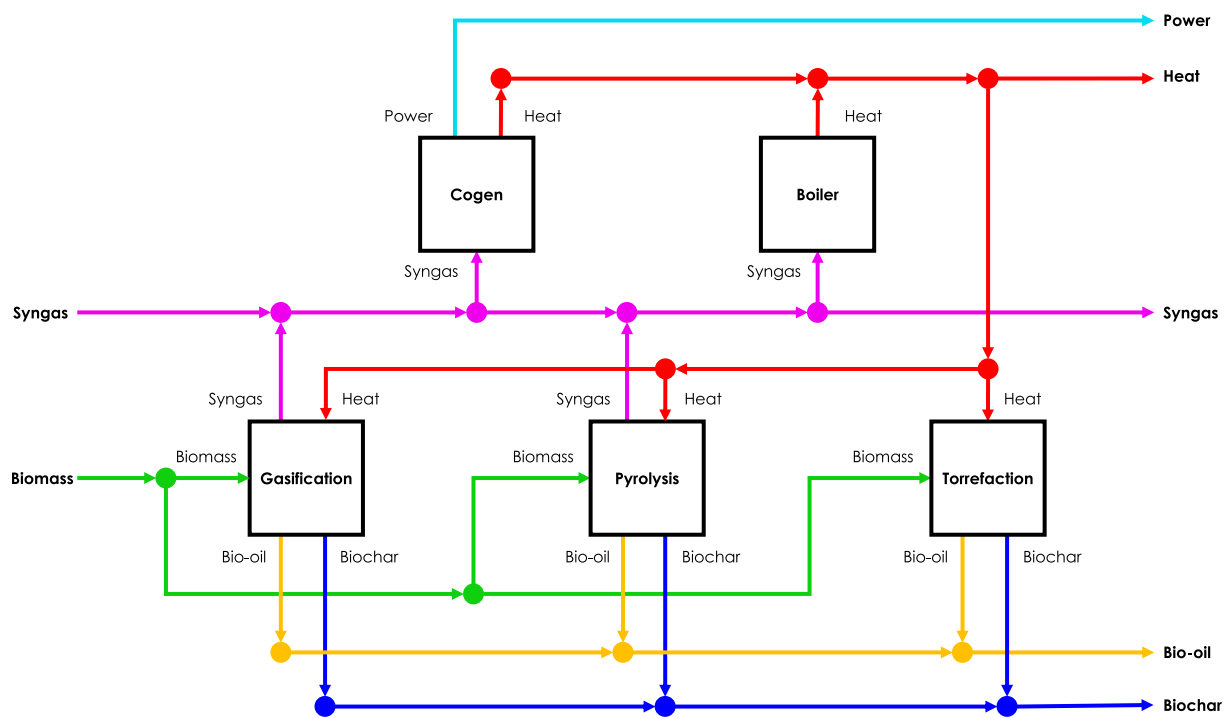 Power
Heat
Power
Heat
Heat
Cogen
Boiler
Syngas
Syngas
Syngas
Syngas
Syngas
Heat
Syngas
Heat
Heat
Biomass
Biomass
Biomass
Biomass
Gasification
Pyrolysis
Torrefaction
Bio-oil
Biochar
Bio-oil
Biochar
Bio-oil
Biochar
Bio-oil
Biochar